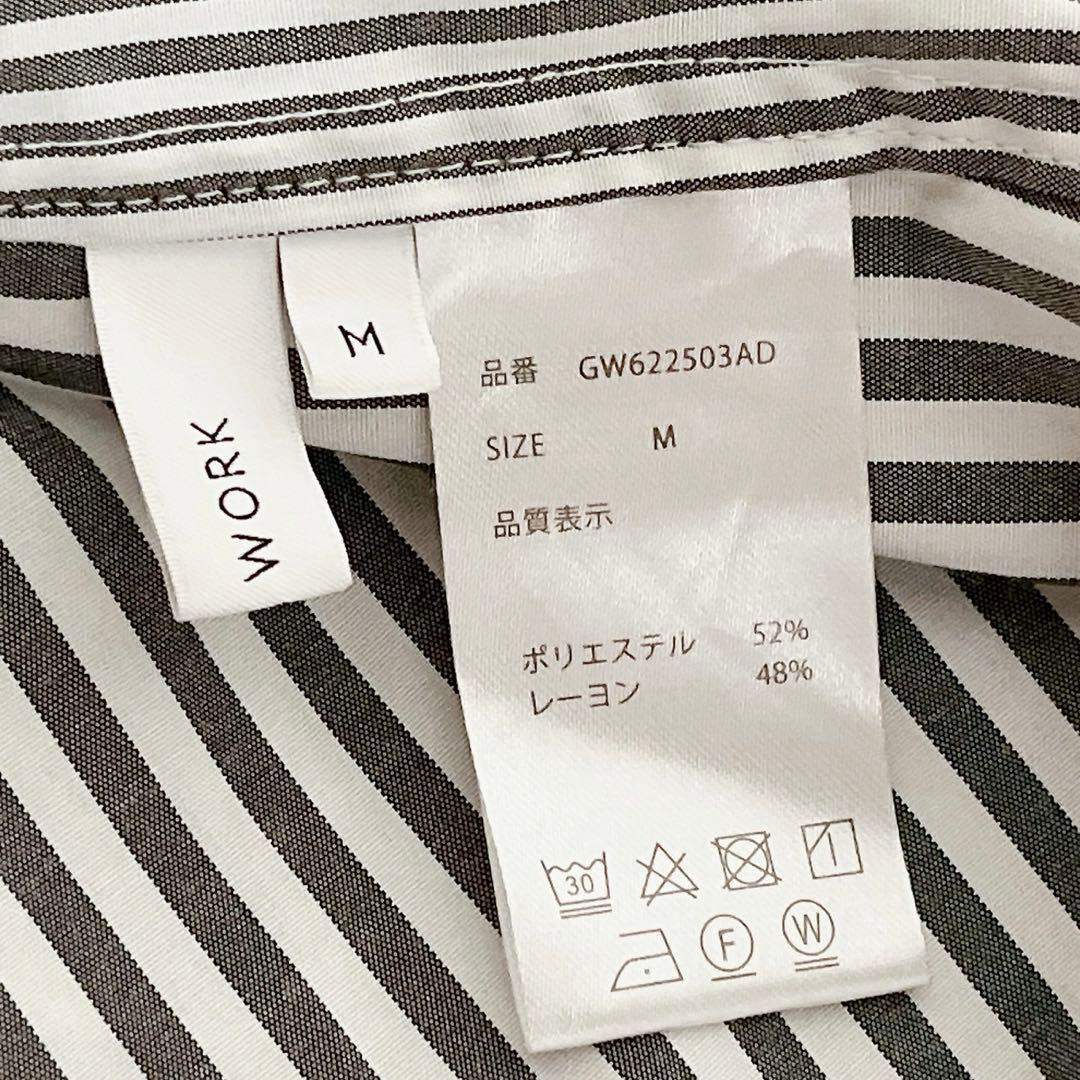 WORK
M
品番 GW622503AD
SIZE M
品質表示
ポリエステル 52%
レーヨン 48%
30
F W